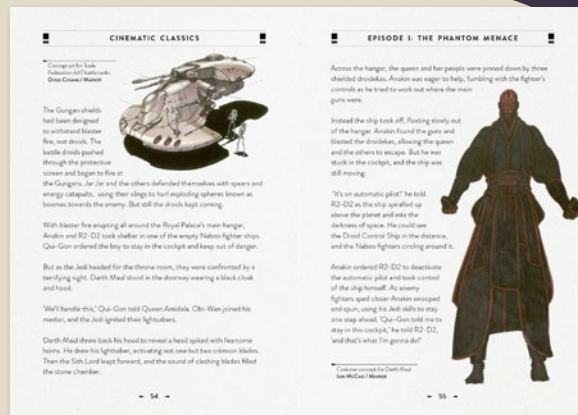 CINEMATIC CLASSICS
Concept art for Trade
Federation AAT battle tanks.
DOUG CHIANG / MARKER
The Gungan shields
had been designed
to withstand blaster
fire, not droids. The
battle droids pushed
through the protective
screen and began to fire at
the Gungans. Jar Jar and the others defended themselves with spears and
energy catapults, using their slings to hurl exploding spheres known as
boomas towards the enemy. But still the droids kept coming.
With blaster fire erupting all around the Royal Palace's main hangar,
Anakin and R2-D2 took shelter in one of the empty Naboo fighter ships.
Qui-Gon ordered the boy to stay in the cockpit and keep out of danger.
But as the Jedi headed for the throne room, they were confronted by a
terrifying sight. Darth Maul stood in the doorway wearing a black cloak
and hood.
'We'll handle this,' Qui-Gon told Queen Amidala. Obi-Wan joined his
master, and the Jedi ignited their lightsabers.
Darth Maul threw back his hood to reveal a head spiked with fearsome
horns. He drew his lightsaber, activating not one but two crimson blades.
Then the Sith Lord leapt forward, and the sound of clashing blades filled
the stone chamber.
54
EPISODE I: THE PHANTOM MENACE
Across the hangar, the queen and her people were pinned down by three
shielded droidekas. Anakin was eager to help, fumbling with the fighter's
controls as he tried to work out where the main
guns were.
Instead the ship took off, floating slowly out
of the hangar. Anakin found the guns and
blasted the droidekas, allowing the queen
and the others to escape. But he was
stuck in the cockpit, and the ship was
still moving.
'It's on automatic pilot!' he told
R2-D2 as the ship spiralled up
above the planet and into the
darkness of space. He could see
the Droid Control Ship in the distance,
and the Naboo fighters circling around it.
Anakin ordered R2-D2 to deactivate
the automatic pilot and took control
of the ship himself. As enemy
fighters sped closer Anakin swooped
and spun, using his Jedi skills to stay
one step ahead. 'Qui-Gon told me to
stay in this cockpit,' he told R2-D2,
'and that's what I'm gonna do!'
Costume concept for Darth Maul.
IAIN MCCAIG / MARKER
55